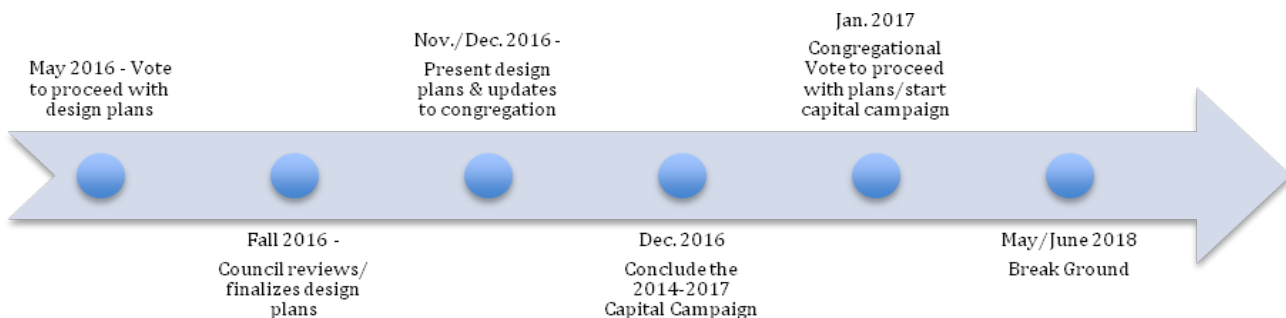 May 2016 - Vote
to proceed with
design plans
Fall 2016 -
Council reviews/
finalizes design
plans
Nov./Dec. 2016 -
Present design
plans & updates
to congregation
Dec. 2016
Conclude the
2014-2017
Capital Campaign
Jan. 2017
Congregational
Vote to proceed
with plans/start
capital campaign
May/June 2018
Break Ground